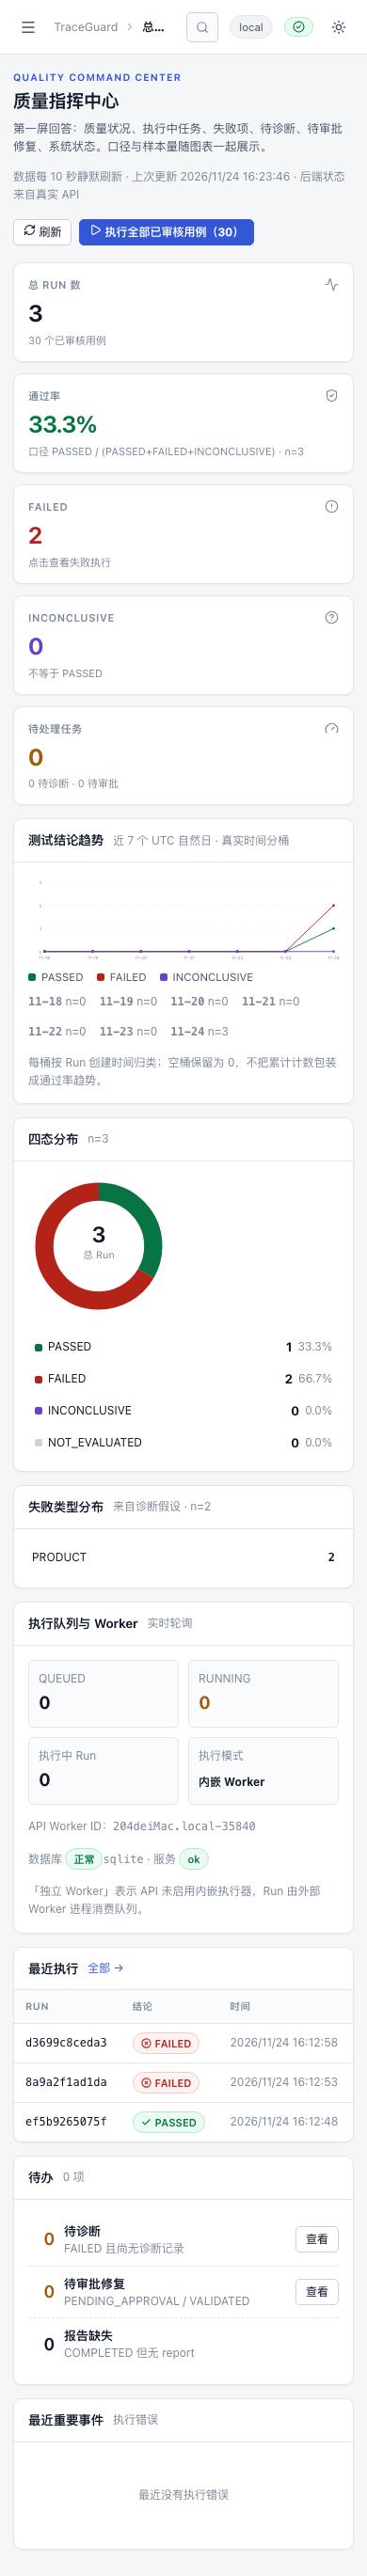 TraceGuard > 总...
local
QUALITY COMMAND CENTER
质量指挥中心
第一屏回答：质量状况、执行中任务、失败项、待诊断、待审批
修复、系统状态。口径与样本量随图表一起展示。
数据每 10 秒静默刷新 · 上次更新 2026/11/24 16:23:46 · 后端状态
来自真实 API
刷新
执行全部已审核用例（30）
总 RUN 数
3
30 个已审核用例
通过率
33.3%
口径 PASSED / (PASSED+FAILED+INCONCLUSIVE) · n=3
FAILED
2
点击查看失败执行
INCONCLUSIVE
0
不等于 PASSED
待处理任务
0
0 待诊断 · 0 待审批
测试结论趋势 近 7 个 UTC 自然日 · 真实时间分桶
3
2
1
0
11-18 11-19 11-20 11-21 11-22 11-23 11-24
PASSED FAILED INCONCLUSIVE
11-18 n=0 11-19 n=0 11-20 n=0 11-21 n=0
11-22 n=0 11-23 n=0 11-24 n=3
每桶按 Run 创建时间归类；空桶保留为 0，不把累计计数包装
成通过率趋势。
四态分布 n=3
3
总 Run
PASSED 1 33.3%
FAILED 2 66.7%
INCONCLUSIVE 0 0.0%
NOT_EVALUATED 0 0.0%
失败类型分布 来自诊断假设 · n=2
PRODUCT 2
执行队列与 Worker 实时轮询
QUEUED
0
RUNNING
0
执行中 Run
0
执行模式
内嵌 Worker
API Worker ID: 204deiMac.local-35840
数据库 正常 sqlite · 服务 ok
「独立 Worker」表示 API 未启用内嵌执行器，Run 由外部
Worker 进程消费队列。
最近执行 全部 →
RUN 结论 时间
d3699c8ceda3 FAILED 2026/11/24 16:12:58
8a9a2f1ad1da FAILED 2026/11/24 16:12:53
ef5b9265075f PASSED 2026/11/24 16:12:48
待办 0 项
0 待诊断
FAILED 且尚无诊断记录
查看
0 待审批修复
PENDING_APPROVAL / VALIDATED
查看
0 报告缺失
COMPLETED 但无 report
最近重要事件 执行错误
最近没有执行错误